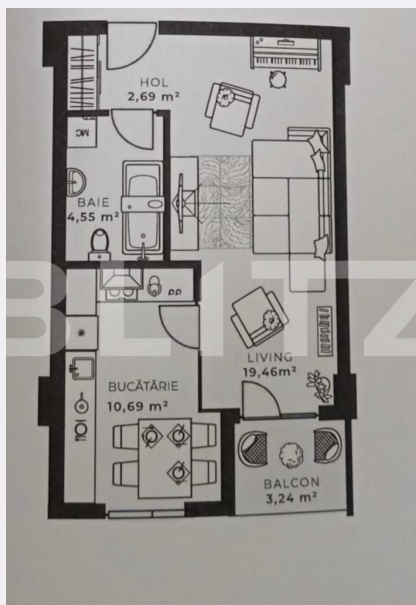 HOL
2,69 m²
MC
BAIE
4,55 m²
BLITZ
LIVING
19,46m²
BUCĂTĂRIE
10,69 m²
BALCON
3,24 m²